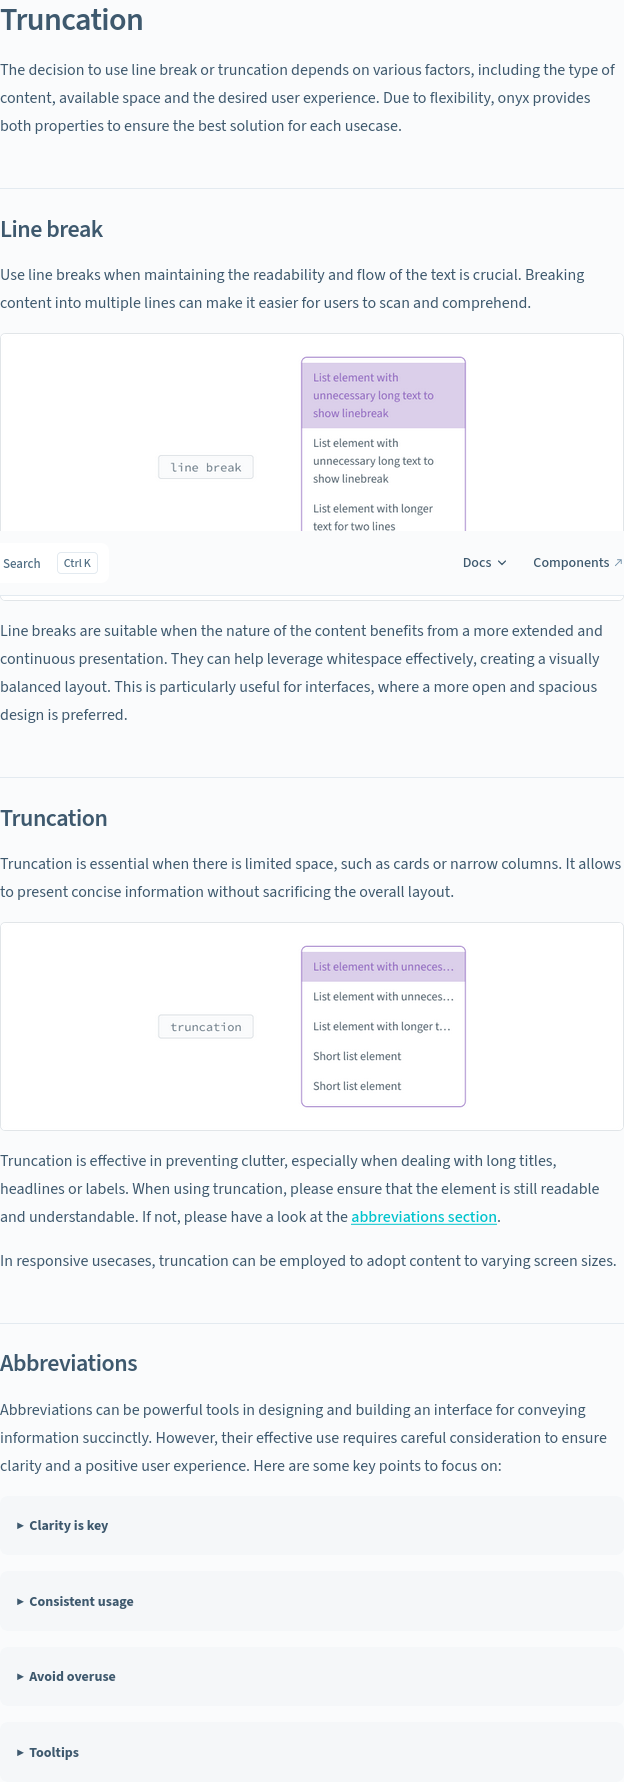 Truncation
The decision to use line break or truncation depends on various factors, including the type of
content, available space and the desired user experience. Due to flexibility, onyx provides
both properties to ensure the best solution for each usecase.
Line break
Use line breaks when maintaining the readability and flow of the text is crucial. Breaking
content into multiple lines can make it easier for users to scan and comprehend.
List element with
unnecessary long text to
show linebreak
line break
List element with
unnecessary long text to
show linebreak
List element with longer
text for two lines
Search Ctrl K Docs Components ↗
Line breaks are suitable when the nature of the content benefits from a more extended and
continuous presentation. They can help leverage whitespace effectively, creating a visually
balanced layout. This is particularly useful for interfaces, where a more open and spacious
design is preferred.
Truncation
Truncation is essential when there is limited space, such as cards or narrow columns. It allows
to present concise information without sacrificing the overall layout.
truncation
List element with unneces...
List element with unneces...
List element with longer t...
Short list element
Short list element
Truncation is effective in preventing clutter, especially when dealing with long titles,
headlines or labels. When using truncation, please ensure that the element is still readable
and understandable. If not, please have a look at the abbreviations section.
In responsive usecases, truncation can be employed to adopt content to varying screen sizes.
Abbreviations
Abbreviations can be powerful tools in designing and building an interface for conveying
information succinctly. However, their effective use requires careful consideration to ensure
clarity and a positive user experience. Here are some key points to focus on:
▸ Clarity is key
▸ Consistent usage
▸ Avoid overuse
▸ Tooltips